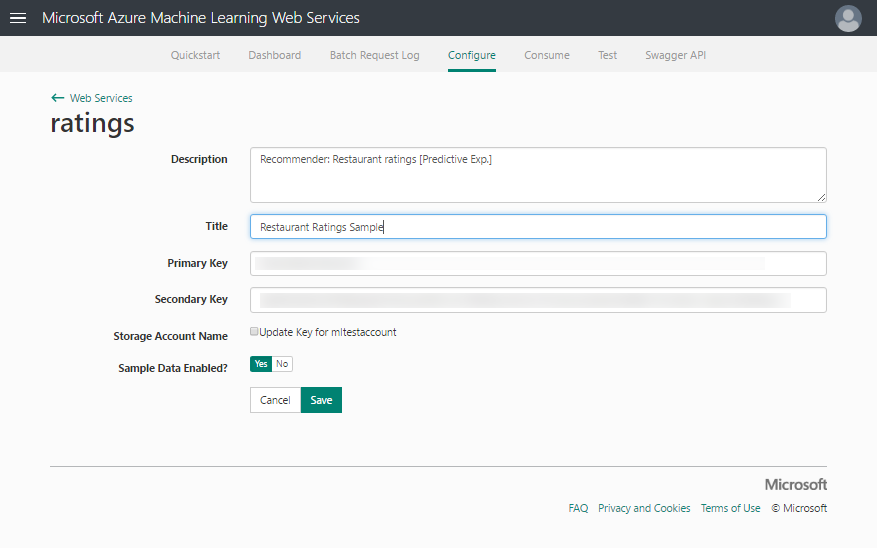 Microsoft Azure Machine Learning Web Services
Quickstart Dashboard Batch Request Log Configure Consume Test Swagger API
← Web Services
ratings
Description Recommender: Restaurant ratings [Predictive Exp.]
Title Restaurant Ratings Sample
Primary Key
Secondary Key
Storage Account Name Update Key for mltestaccount
Sample Data Enabled? Yes No
Cancel Save
Microsoft
FAQ Privacy and Cookies Terms of Use © Microsoft